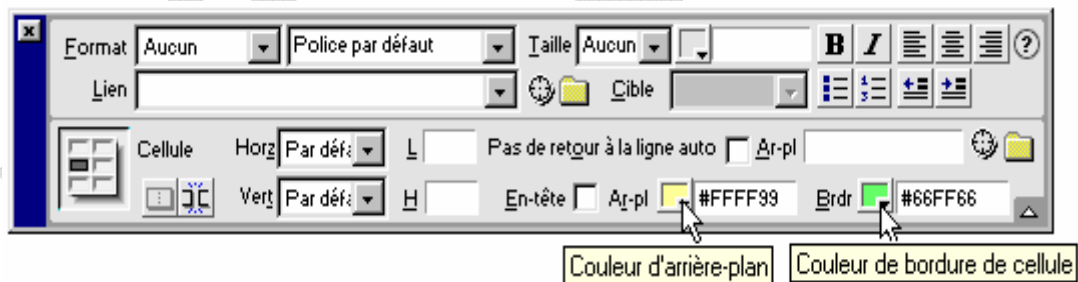 Format Aucun Police par défaut Taille Aucun B I ?
Lien Cible
Cellule Horz Par défa L Pas de retour à la ligne auto Ar-pl
Vert Par défa H En-tête Ar-pl #FFFF99 Brdr #66FF66
Couleur d'arrière-plan Couleur de bordure de cellule